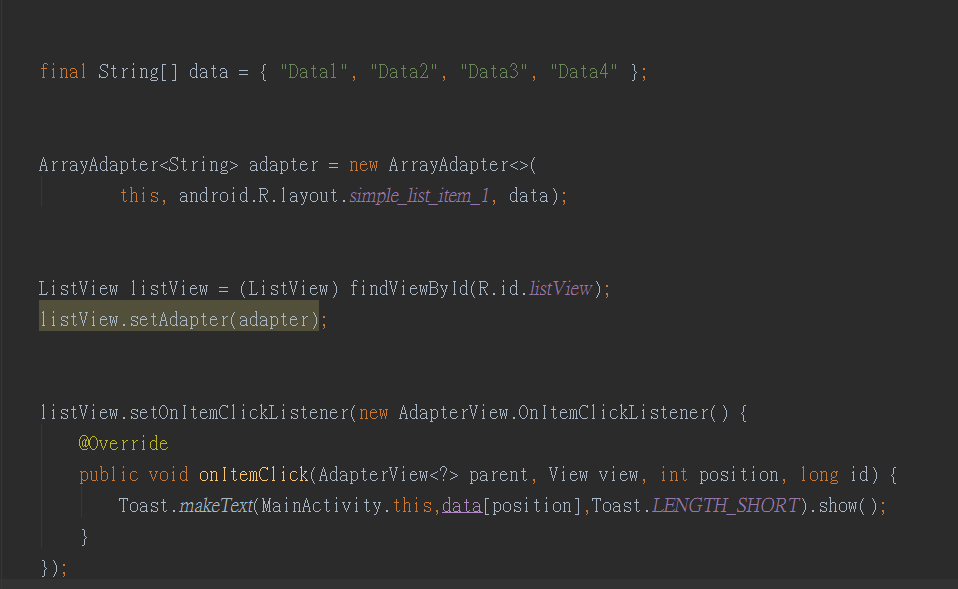 final String[] data = { "Data1", "Data2", "Data3", "Data4" };
ArrayAdapter<String> adapter = new ArrayAdapter<>(
this, android.R.layout.simple_list_item_1, data);
ListView listView = (ListView) findViewById(R.id.listView);
listView.setAdapter(adapter);
listView.setOnItemClickListener(new AdapterView.OnItemClickListener() {
@Override
public void onItemClick(AdapterView<?> parent, View view, int position, long id) {
Toast.makeText(MainActivity.this,data[position],Toast.LENGTH_SHORT).show();
}
});